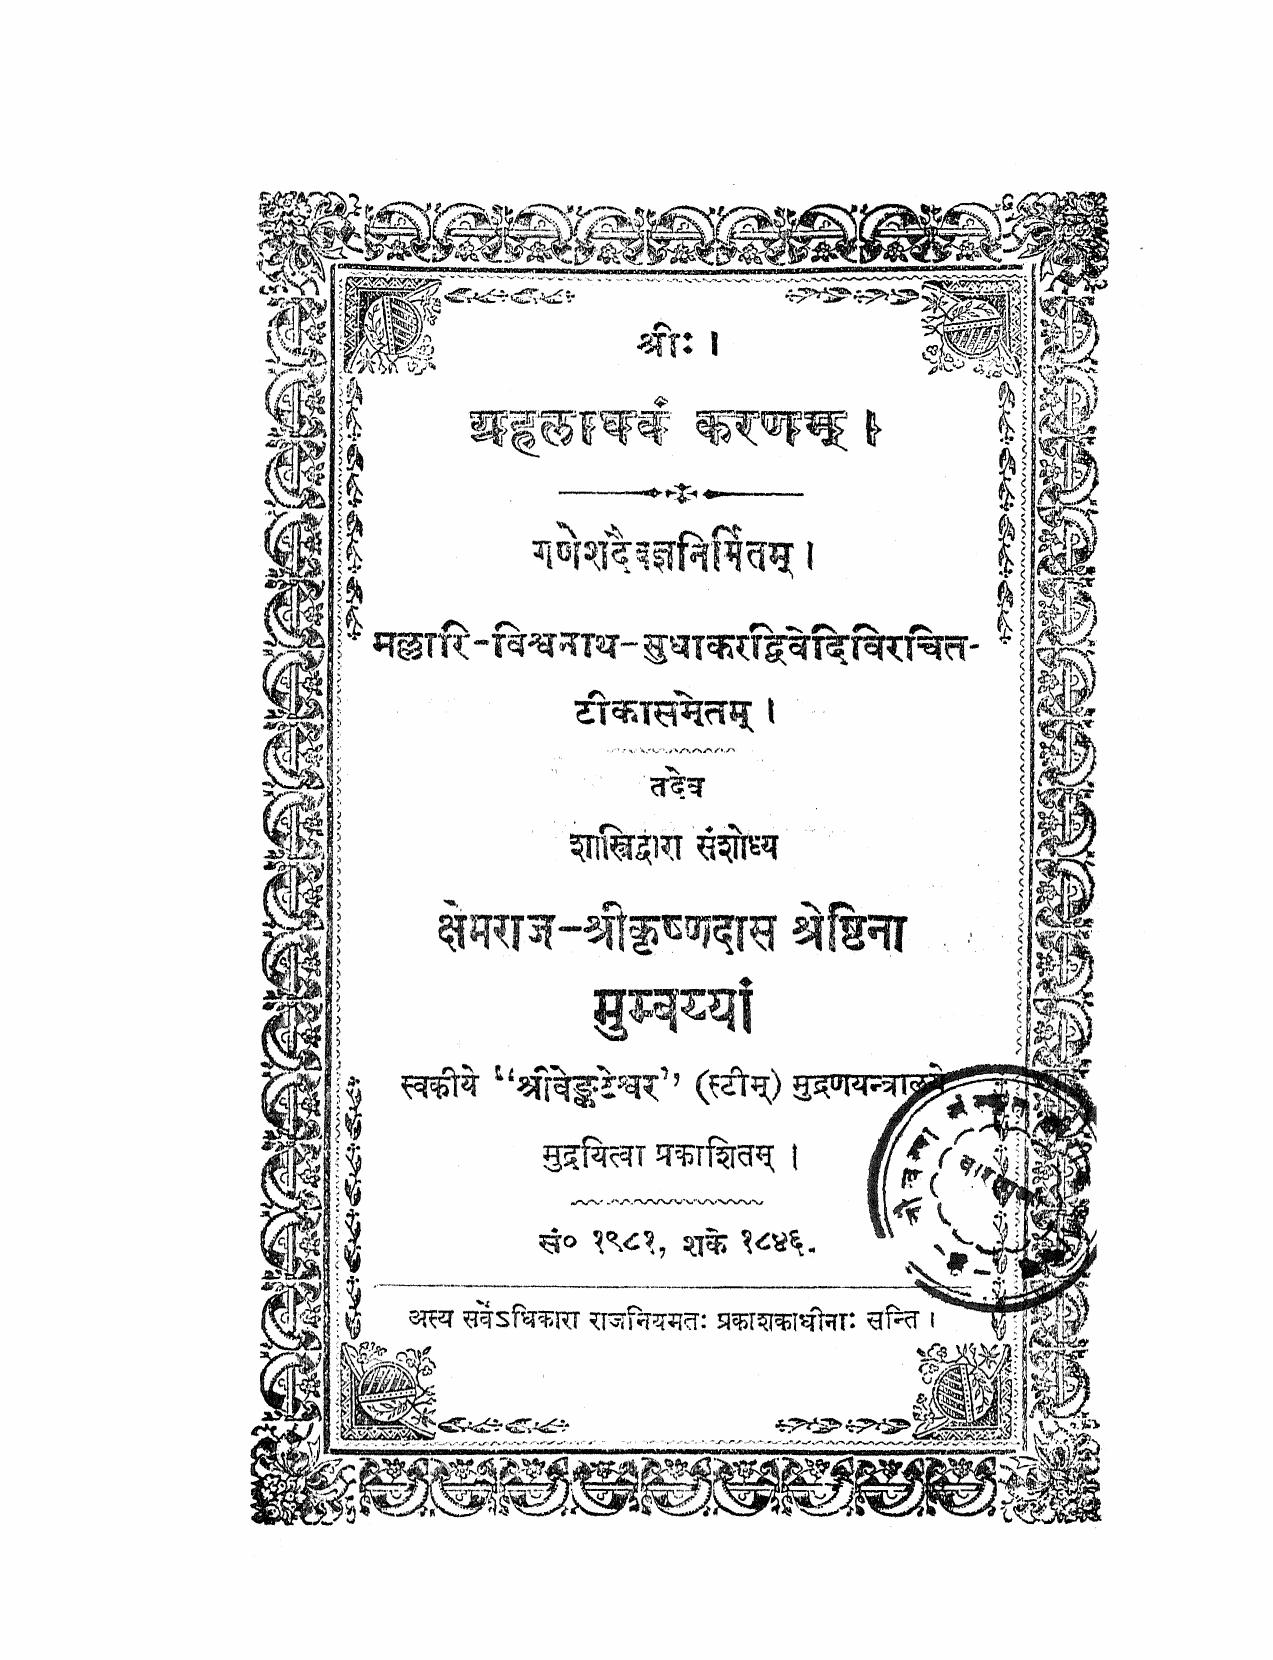 श्रीः ।
ग्रहलाघवं करणम् ।
गणेशदैवज्ञनिर्मितम् ।
मल्लारि-विश्वनाथ-सुधाकरद्विवेदिविरचित-
टीकासमेतम् ।
तदेव
शास्त्रिद्वारा संशोध्य
क्षेमराज-श्रीकृष्णदास श्रेष्ठिना
मुम्बय्यां
स्वकीये “श्रीवेङ्कटेश्वर” (स्टीम्) मुद्रणयन्त्रालये
मुद्रयित्वा प्रकाशितम् ।
सं० १९८१, शके १८४६.
अस्य सर्वेऽधिकारा राजनियमतः प्रकाशकाधीनाः सन्ति ।